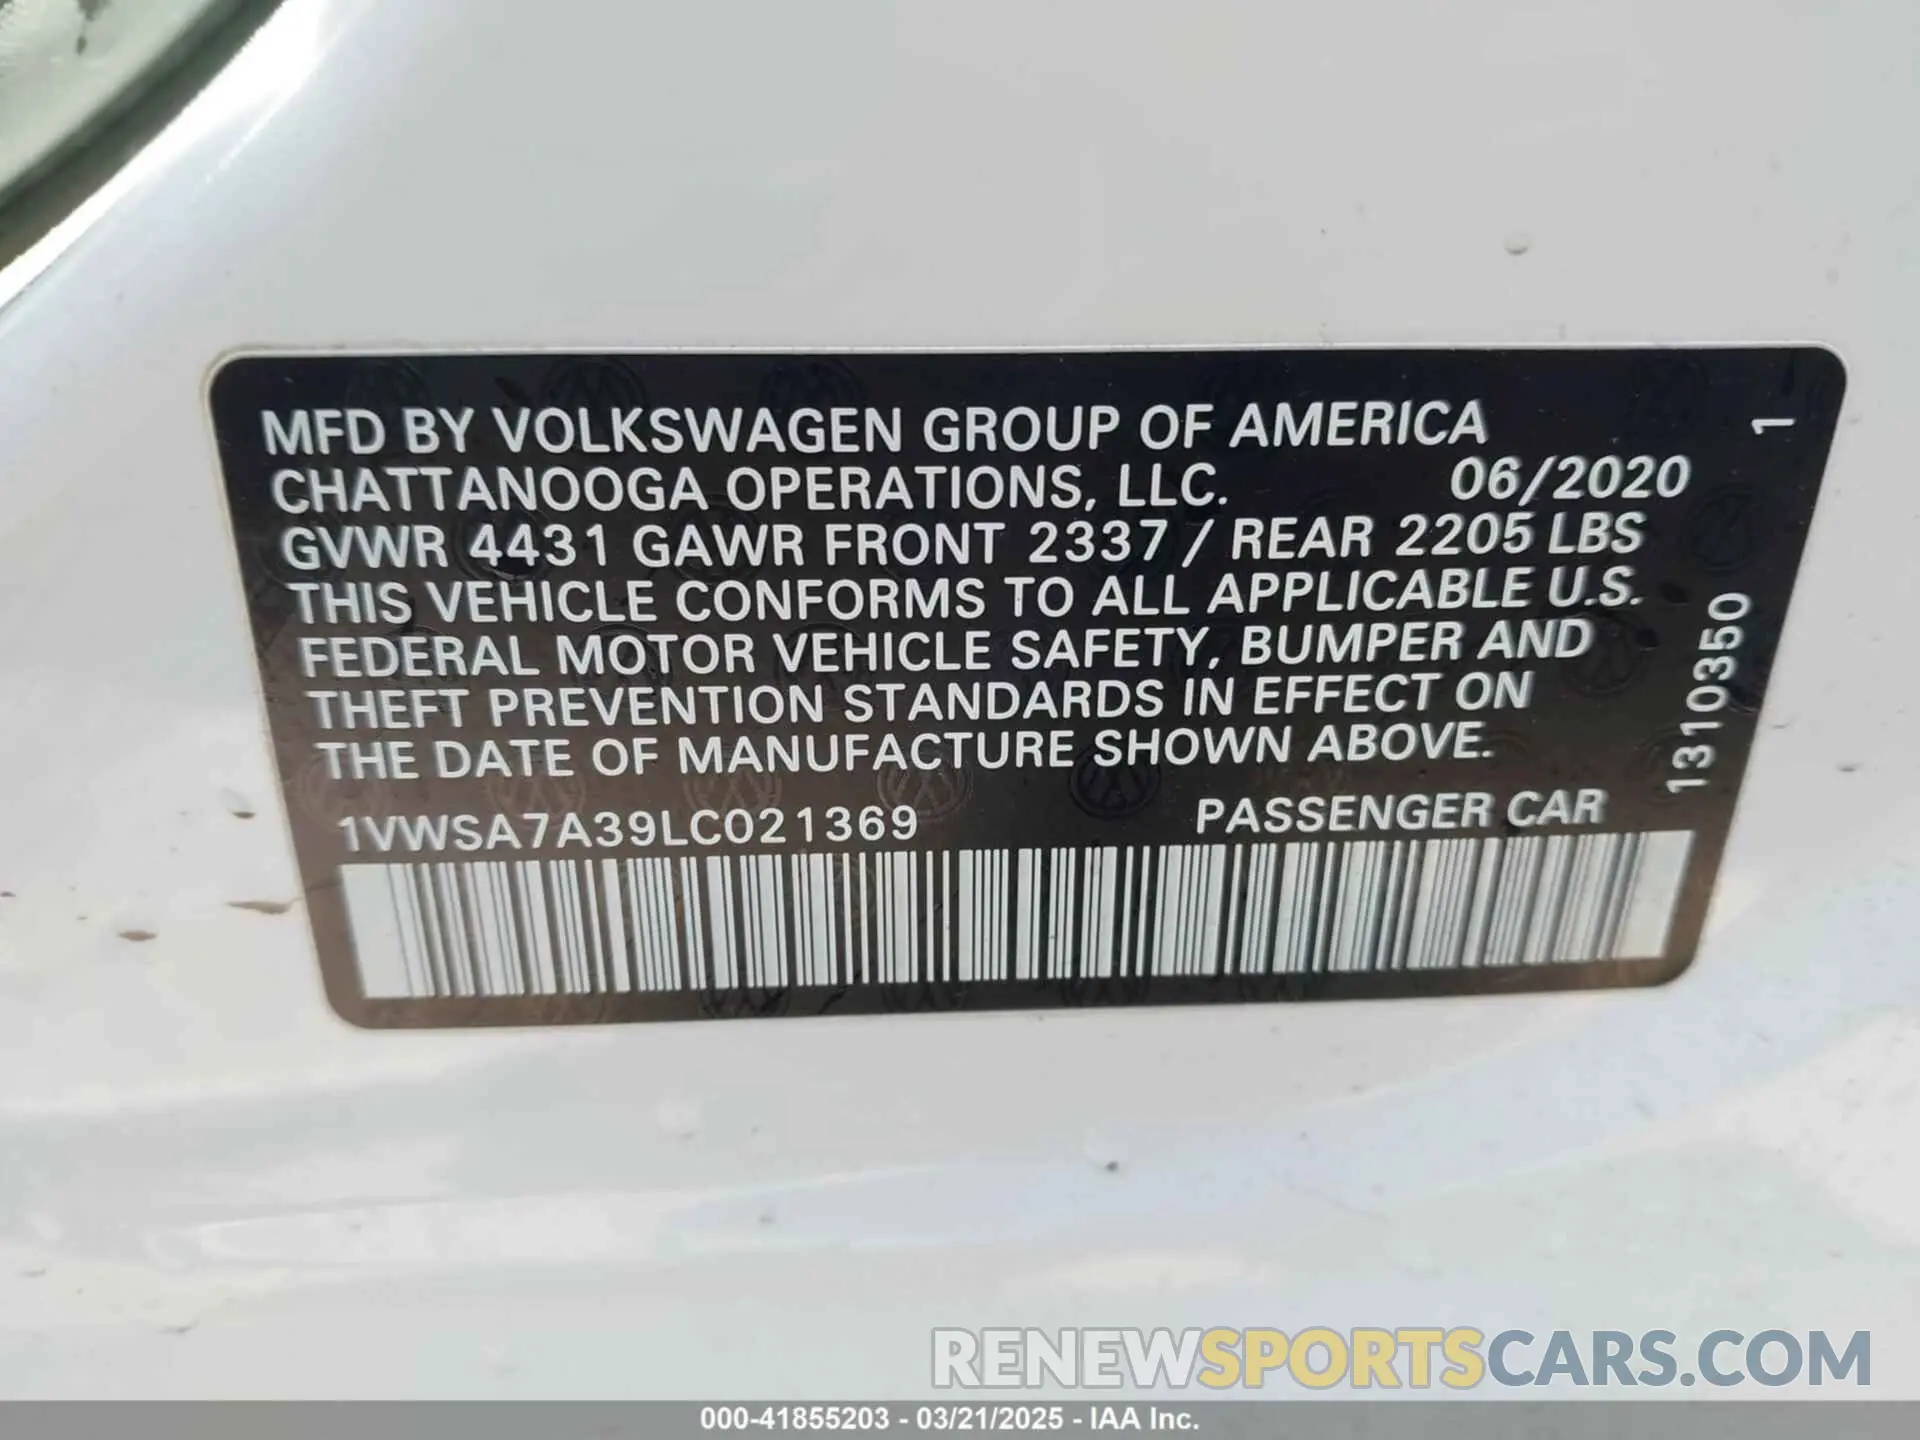 MFD BY VOLKSWAGEN GROUP OF AMERICA
CHATTANOOGA OPERATIONS, LLC. 06/2020
GVWR 4431 GAWR FRONT 2337 / REAR 2205 LBS
THIS VEHICLE CONFORMS TO ALL APPLICABLE U.S.
FEDERAL MOTOR VEHICLE SAFETY, BUMPER AND
THEFT PREVENTION STANDARDS IN EFFECT ON
THE DATE OF MANUFACTURE SHOWN ABOVE.
1VWSA7A39LC021369 PASSENGER CAR
1310350 1
RENEWSPORTSCARS.COM
000-41855203 - 03/21/2025 - IAA Inc.